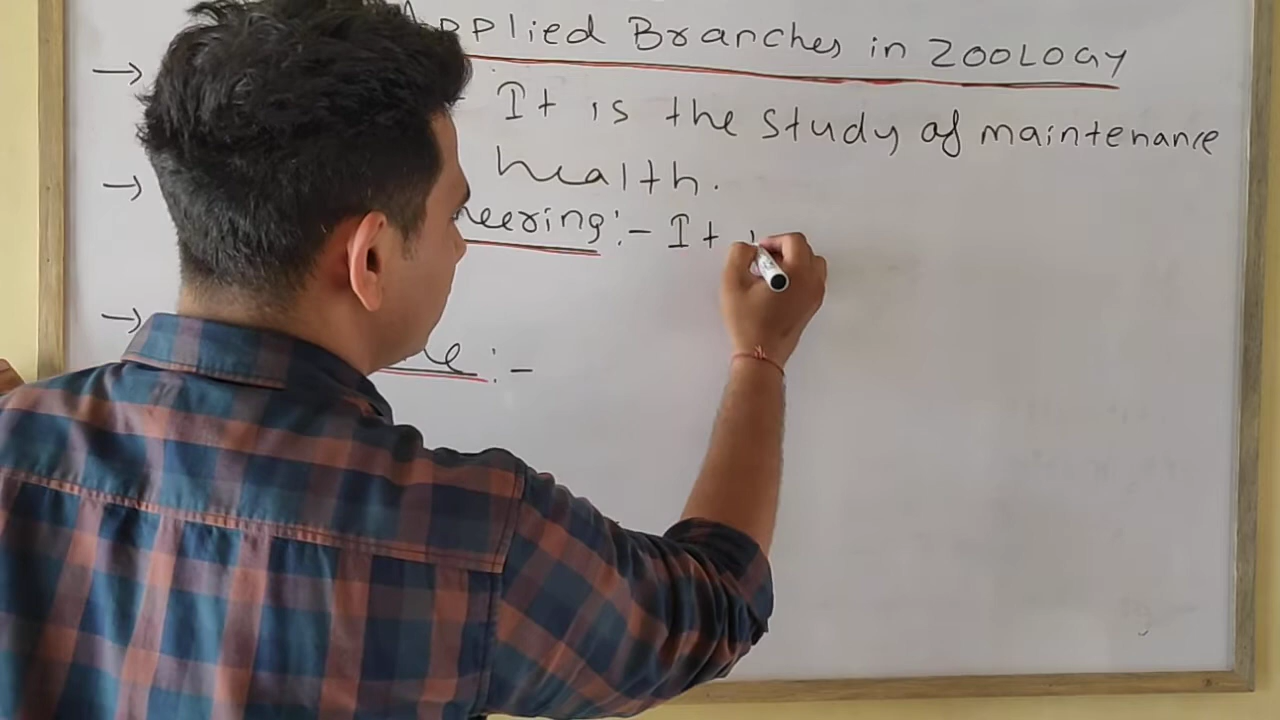 Applied Branches in ZOOLOGY
→ - It is the study of maintenance
health.
→ neering:- It
→ :-